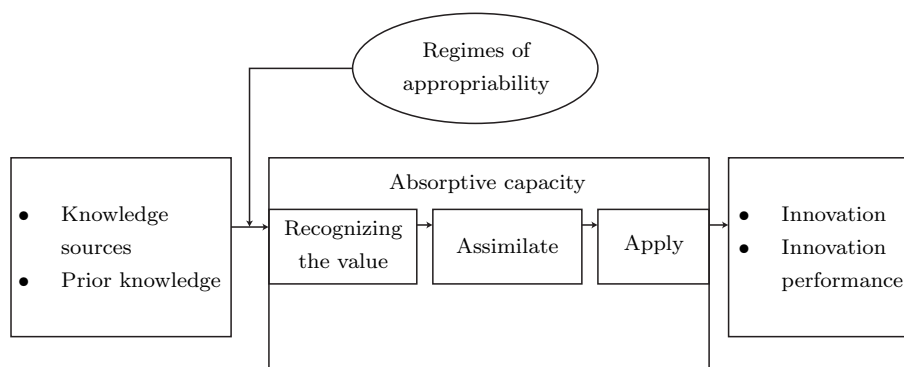 Regimes of
appropriability
● Knowledge
sources
● Prior knowledge
Absorptive capacity
Recognizing
the value
Assimilate
Apply
● Innovation
● Innovation
performance